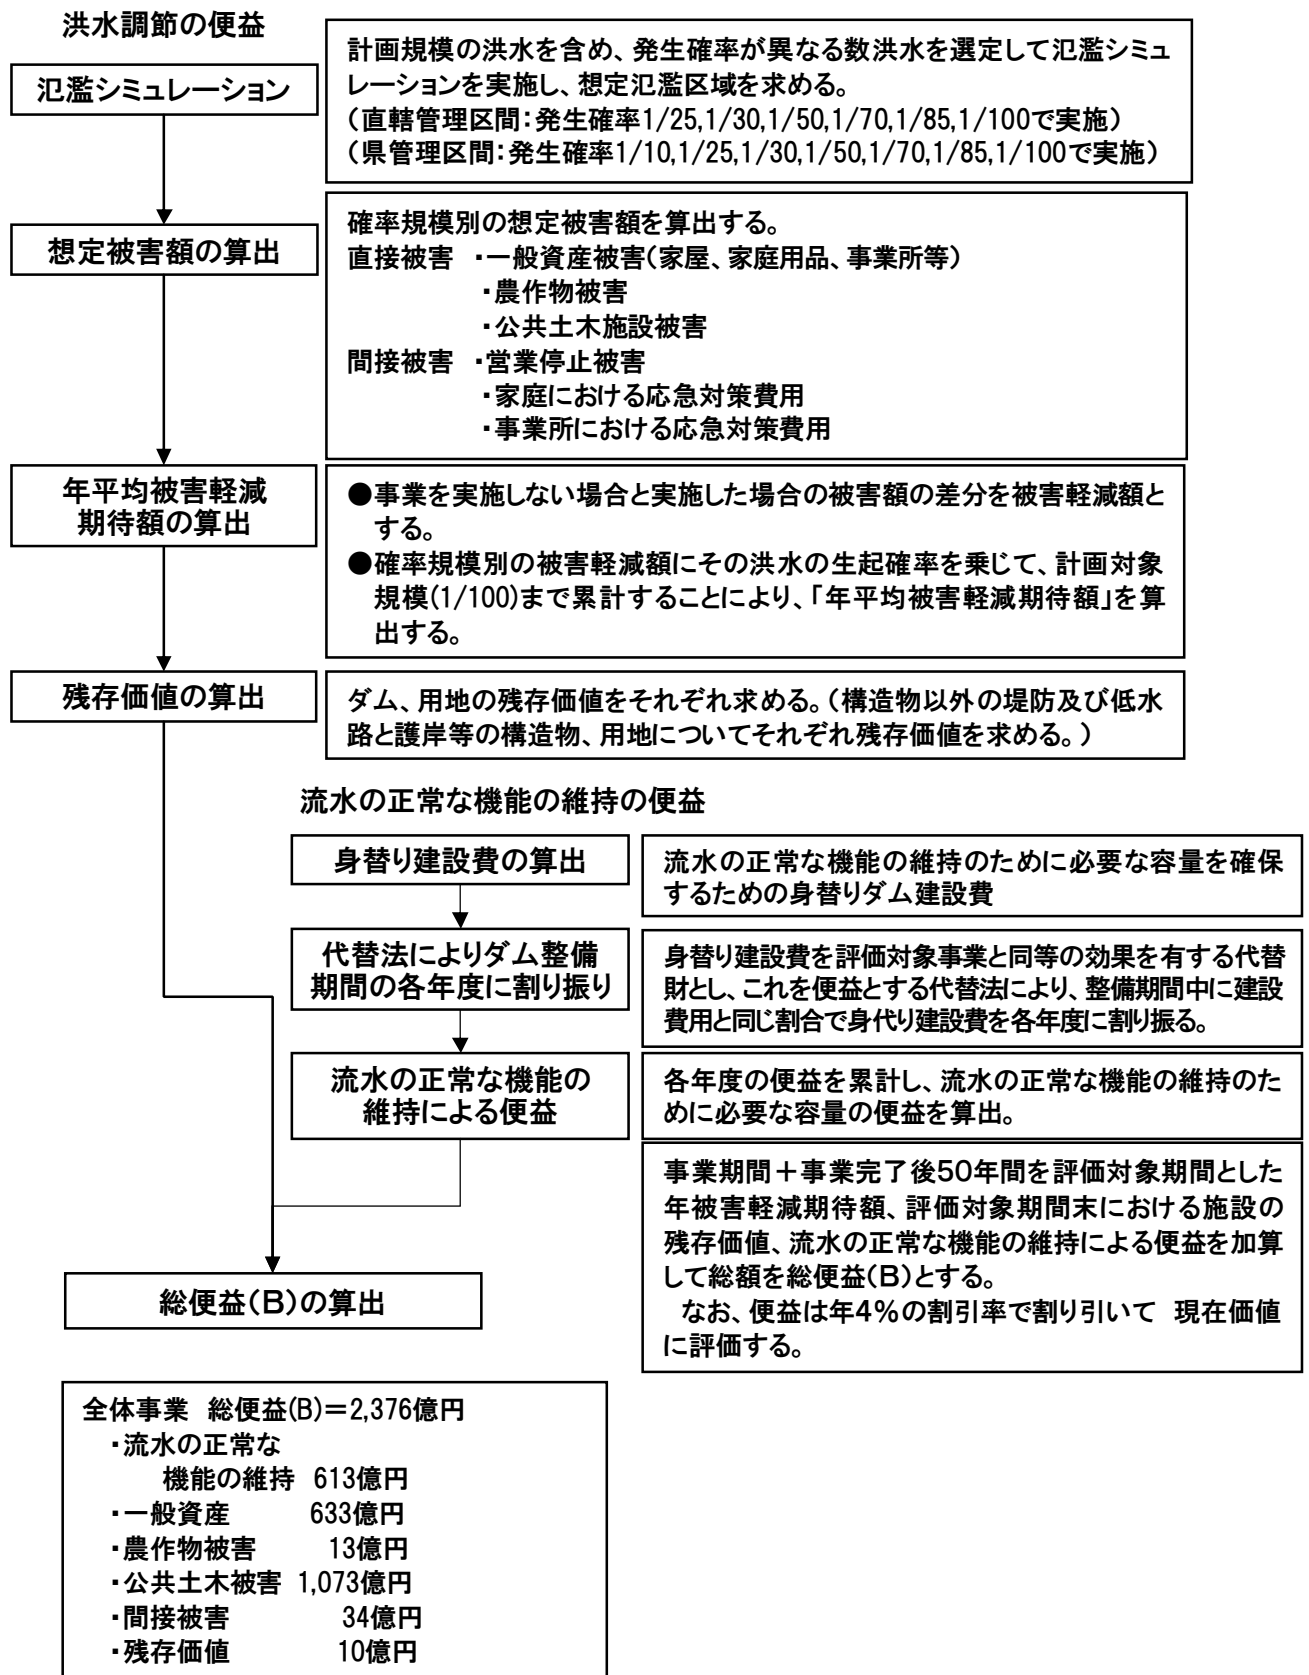 洪水調節の便益
氾濫シミュレーション
計画規模の洪水を含め、発生確率が異なる数洪水を選定して氾濫シミュ
レーションを実施し、想定氾濫区域を求める。
（直轄管理区間：発生確率1/25,1/30,1/50,1/70,1/85,1/100で実施）
（県管理区間：発生確率1/10,1/25,1/30,1/50,1/70,1/85,1/100で実施）
想定被害額の算出
確率規模別の想定被害額を算出する。
直接被害 ・一般資産被害（家屋、家庭用品、事業所等）
・農作物被害
・公共土木施設被害
間接被害 ・営業停止被害
・家庭における応急対策費用
・事業所における応急対策費用
年平均被害軽減
期待額の算出
●事業を実施しない場合と実施した場合の被害額の差分を被害軽減額と
する。
●確率規模別の被害軽減額にその洪水の生起確率を乗じて、計画対象
規模(1/100)まで累計することにより、「年平均被害軽減期待額」を算
出する。
残存価値の算出
ダム、用地の残存価値をそれぞれ求める。（構造物以外の堤防及び低水
路と護岸等の構造物、用地についてそれぞれ残存価値を求める。）
流水の正常な機能の維持の便益
身替り建設費の算出
流水の正常な機能の維持のために必要な容量を確保
するための身替りダム建設費
代替法によりダム整備
期間の各年度に割り振り
身替り建設費を評価対象事業と同等の効果を有する代替
財とし、これを便益とする代替法により、整備期間中に建設
費用と同じ割合で身代り建設費を各年度に割り振る。
流水の正常な機能の
維持による便益
各年度の便益を累計し、流水の正常な機能の維持のた
めに必要な容量の便益を算出。
事業期間＋事業完了後50年間を評価対象期間とした
年被害軽減期待額、評価対象期間末における施設の
残存価値、流水の正常な機能の維持による便益を加算
して総額を総便益（B）とする。
なお、便益は年4％の割引率で割り引いて 現在価値
に評価する。
総便益（B）の算出
全体事業 総便益(B)＝2,376億円
・流水の正常な
機能の維持 613億円
・一般資産 633億円
・農作物被害 13億円
・公共土木被害 1,073億円
・間接被害 34億円
・残存価値 10億円